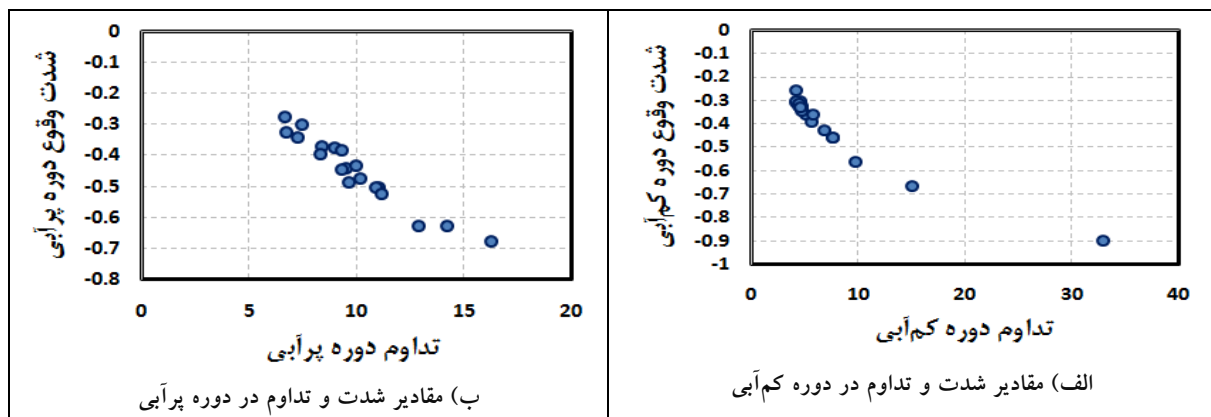 شدت وقوع دوره کم‌آبی
0
-0.1
-0.2
-0.3
-0.4
-0.5
-0.6
-0.7
-0.8
-0.9
-1
0 10 20 30 40
تداوم دوره کم‌آبی
الف) مقادیر شدت و تداوم در دوره کم‌آبی
شدت وقوع دوره پرآبی
0
-0.1
-0.2
-0.3
-0.4
-0.5
-0.6
-0.7
-0.8
0 5 10 15 20
تداوم دوره پرآبی
ب) مقادیر شدت و تداوم در دوره پرآبی